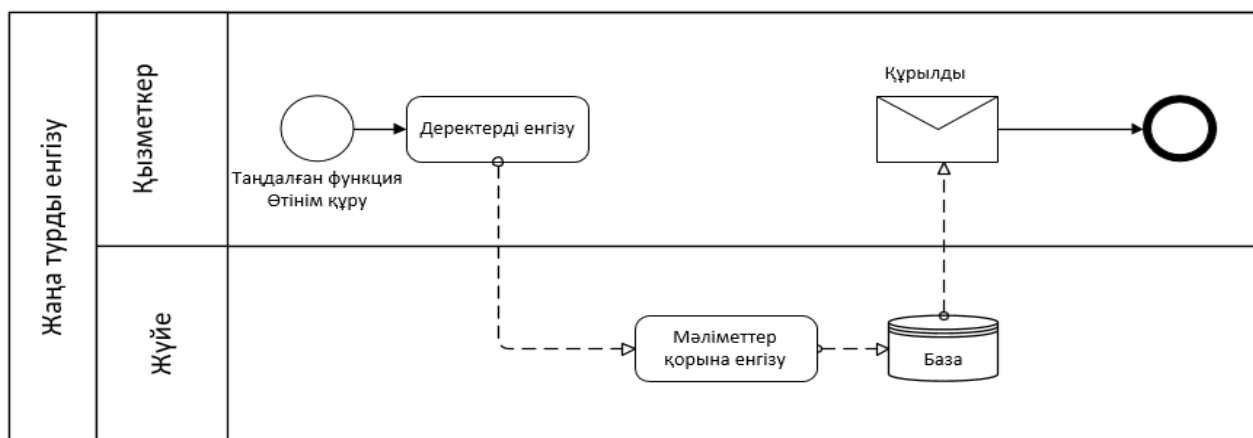 Жаңа турды енгізу
Қызметкер
Таңдалған функция
Өтінім құру
Деректерді енгізу
Құрылды
Жүйе
Мәліметтер
қорына енгізу
База